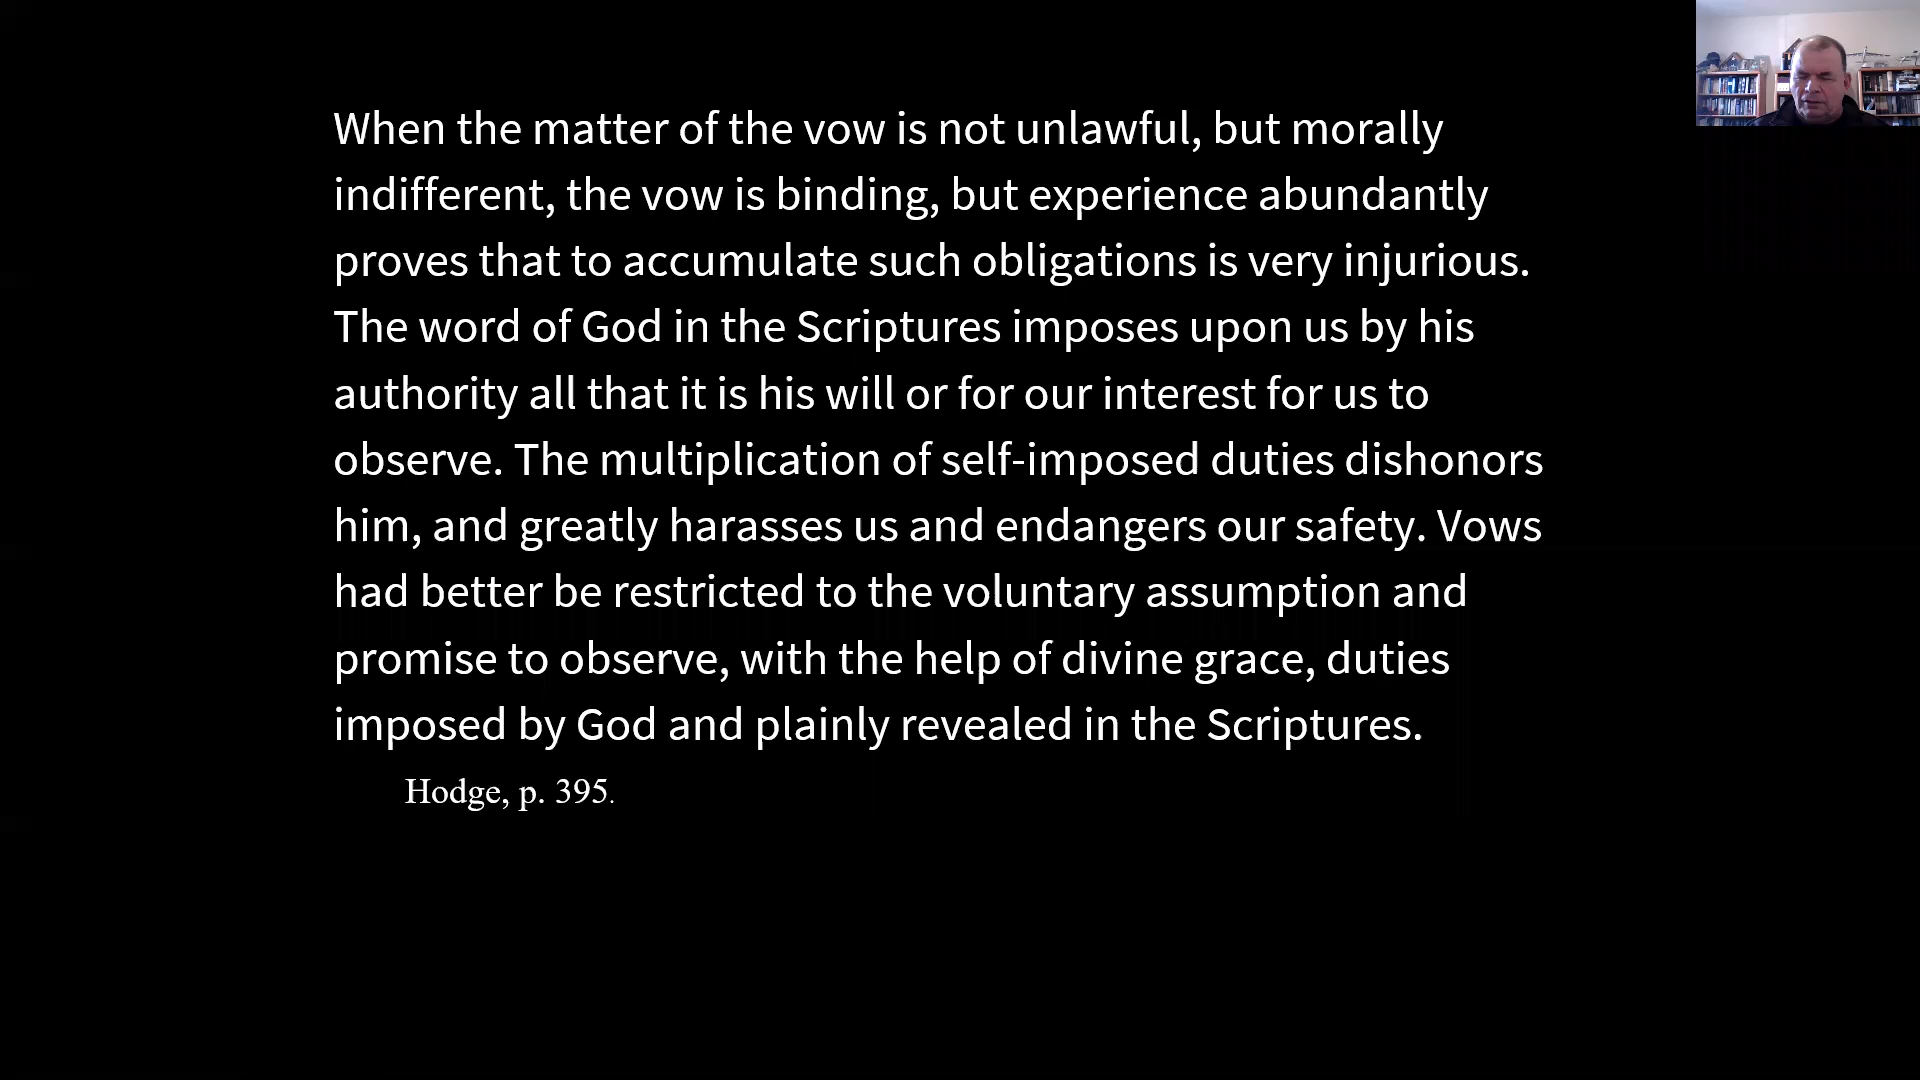 When the matter of the vow is not unlawful, but morally
indifferent, the vow is binding, but experience abundantly
proves that to accumulate such obligations is very injurious.
The word of God in the Scriptures imposes upon us by his
authority all that it is his will or for our interest for us to
observe. The multiplication of self-imposed duties dishonors
him, and greatly harasses us and endangers our safety. Vows
had better be restricted to the voluntary assumption and
promise to observe, with the help of divine grace, duties
imposed by God and plainly revealed in the Scriptures.
Hodge, p. 395.